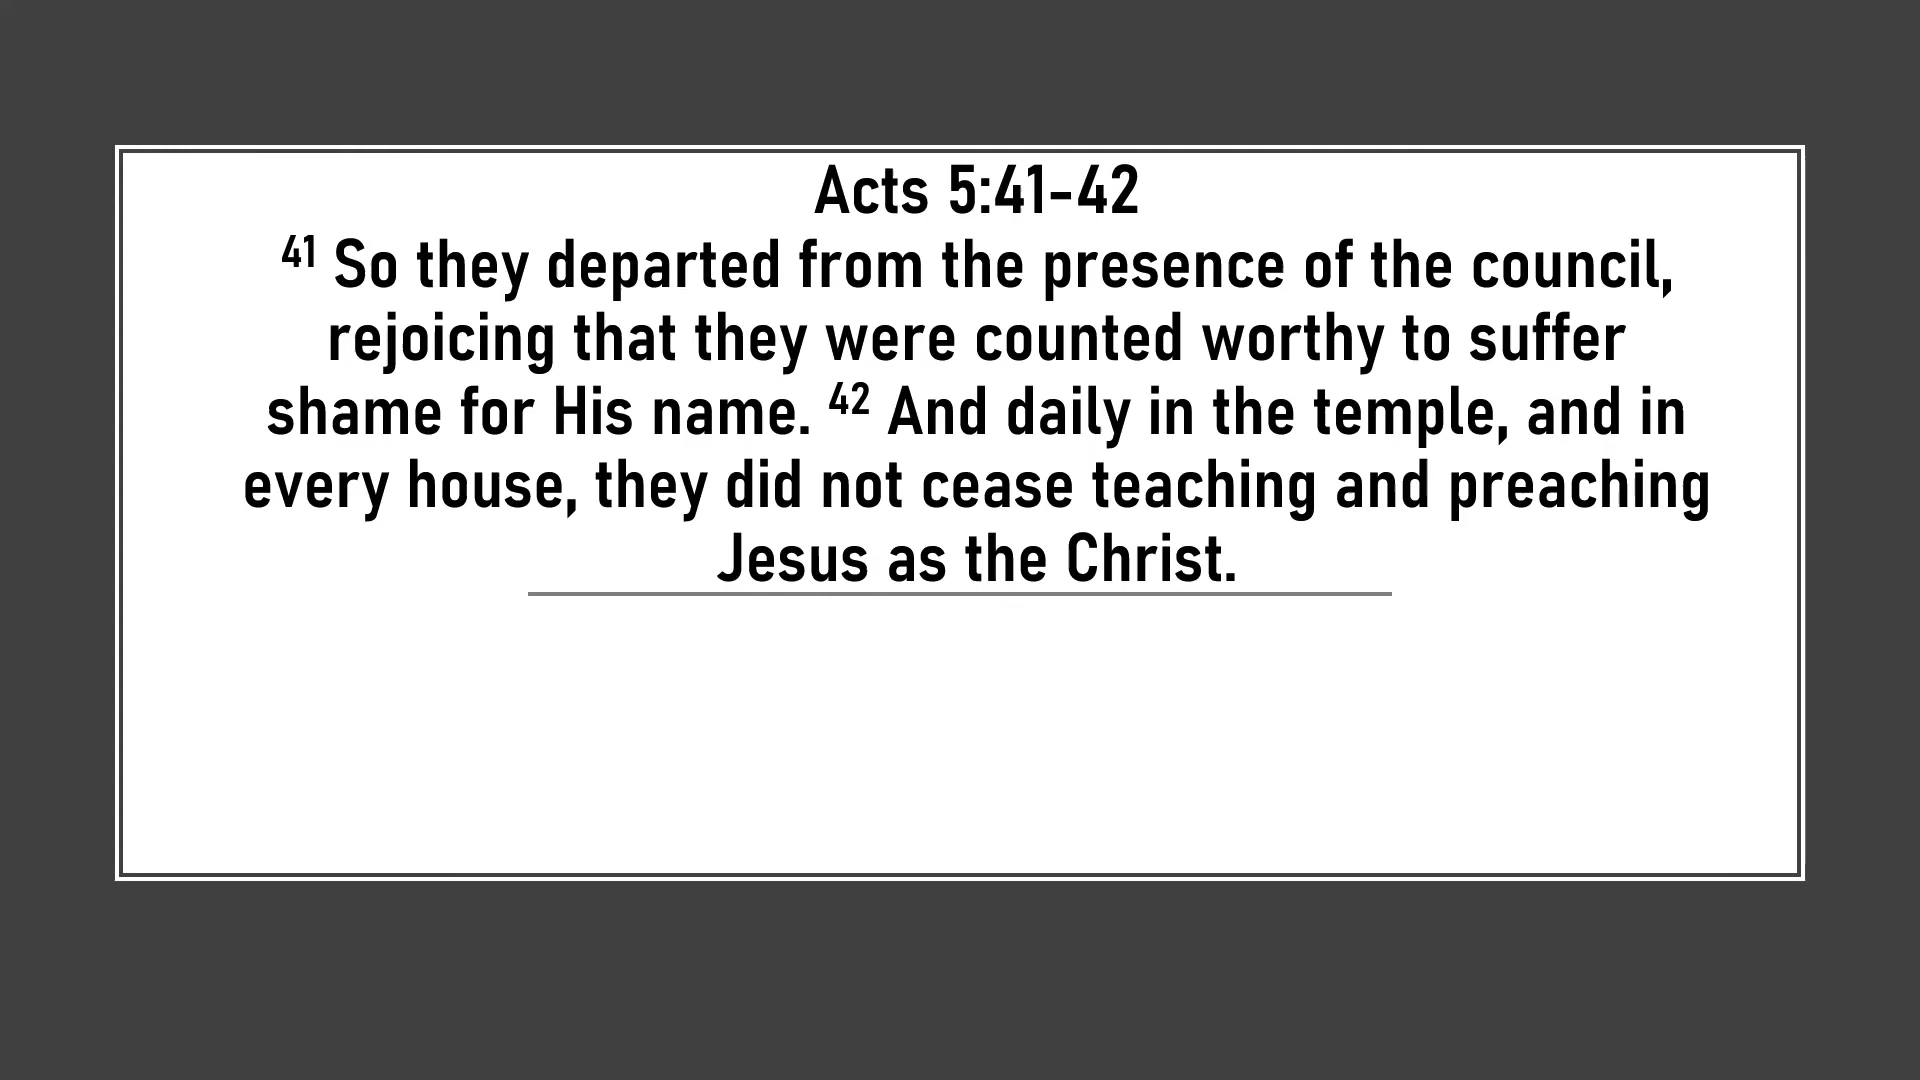 Acts 5:41-42
41 So they departed from the presence of the council,
rejoicing that they were counted worthy to suffer
shame for His name. 42 And daily in the temple, and in
every house, they did not cease teaching and preaching
Jesus as the Christ.